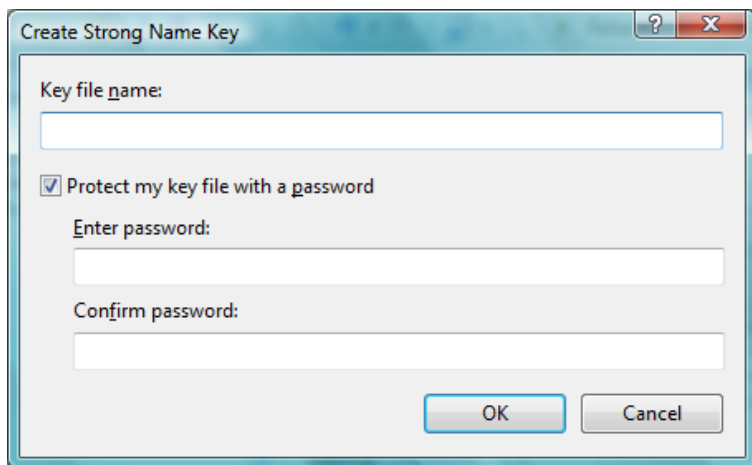 Create Strong Name Key
Key file name:
Protect my key file with a password
Enter password:
Confirm password:
OK
Cancel